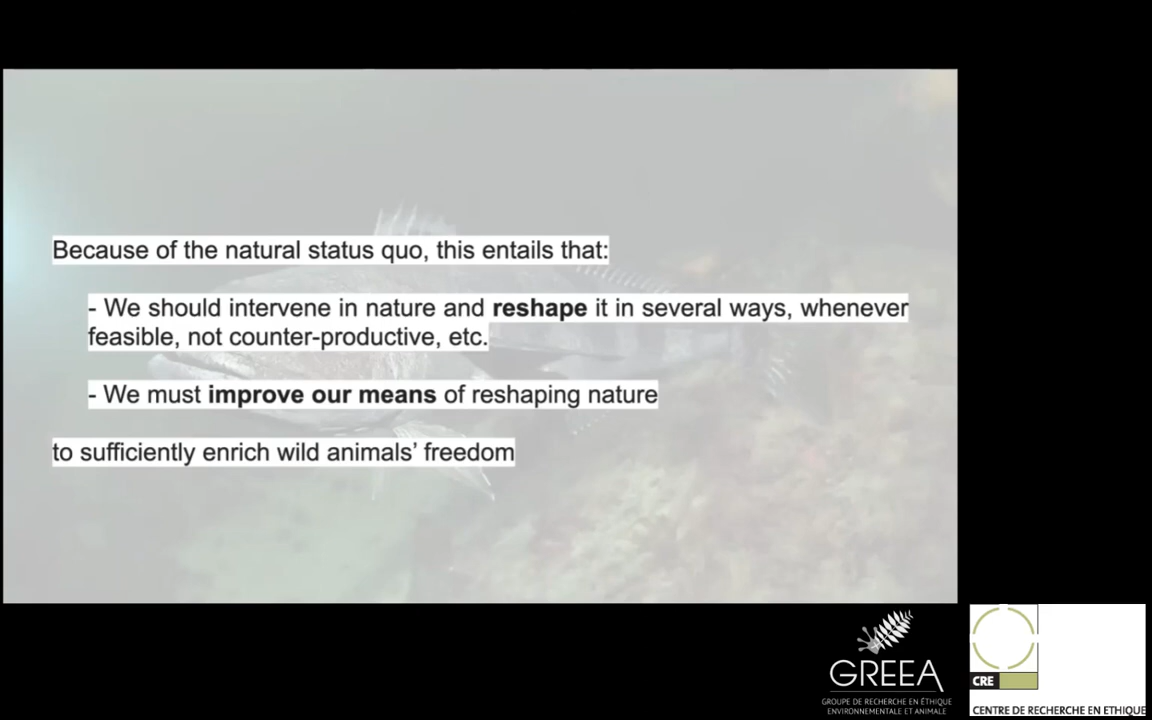 Because of the natural status quo, this entails that:
- We should intervene in nature and reshape it in several ways, whenever
feasible, not counter-productive, etc.
- We must improve our means of reshaping nature
to sufficiently enrich wild animals’ freedom
GREEA
GROUPE DE RECHERCHE EN ÉTHIQUE
ENVIRONNEMENTALE ET ANIMALE
CRE
CENTRE DE RECHERCHE EN ETHIQUE